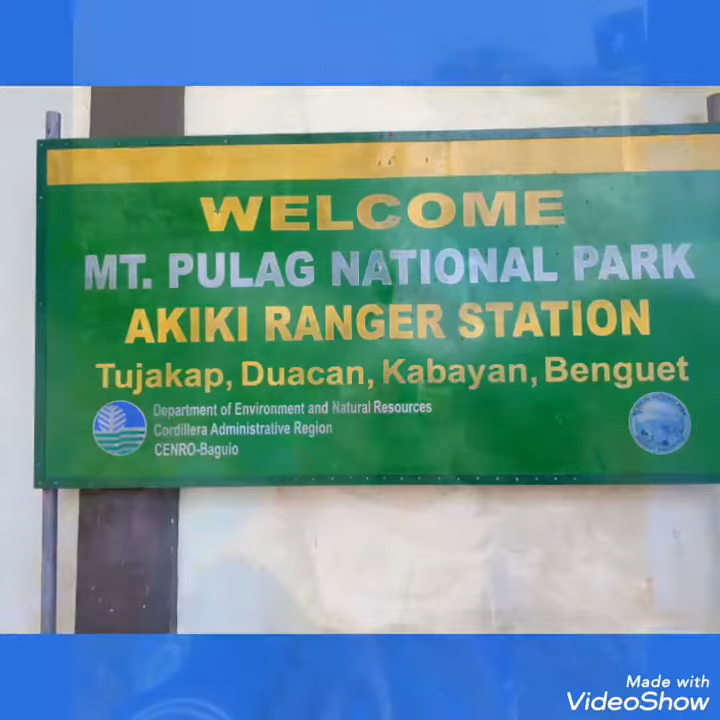 WELCOME
MT. PULAG NATIONAL PARK
AKIKI RANGER STATION
Tujakap, Duacan, Kabayan, Benguet
Department of Environment and Natural Resources
Cordillera Administrative Region
CENRO-Baguio
Made with
VideoShow